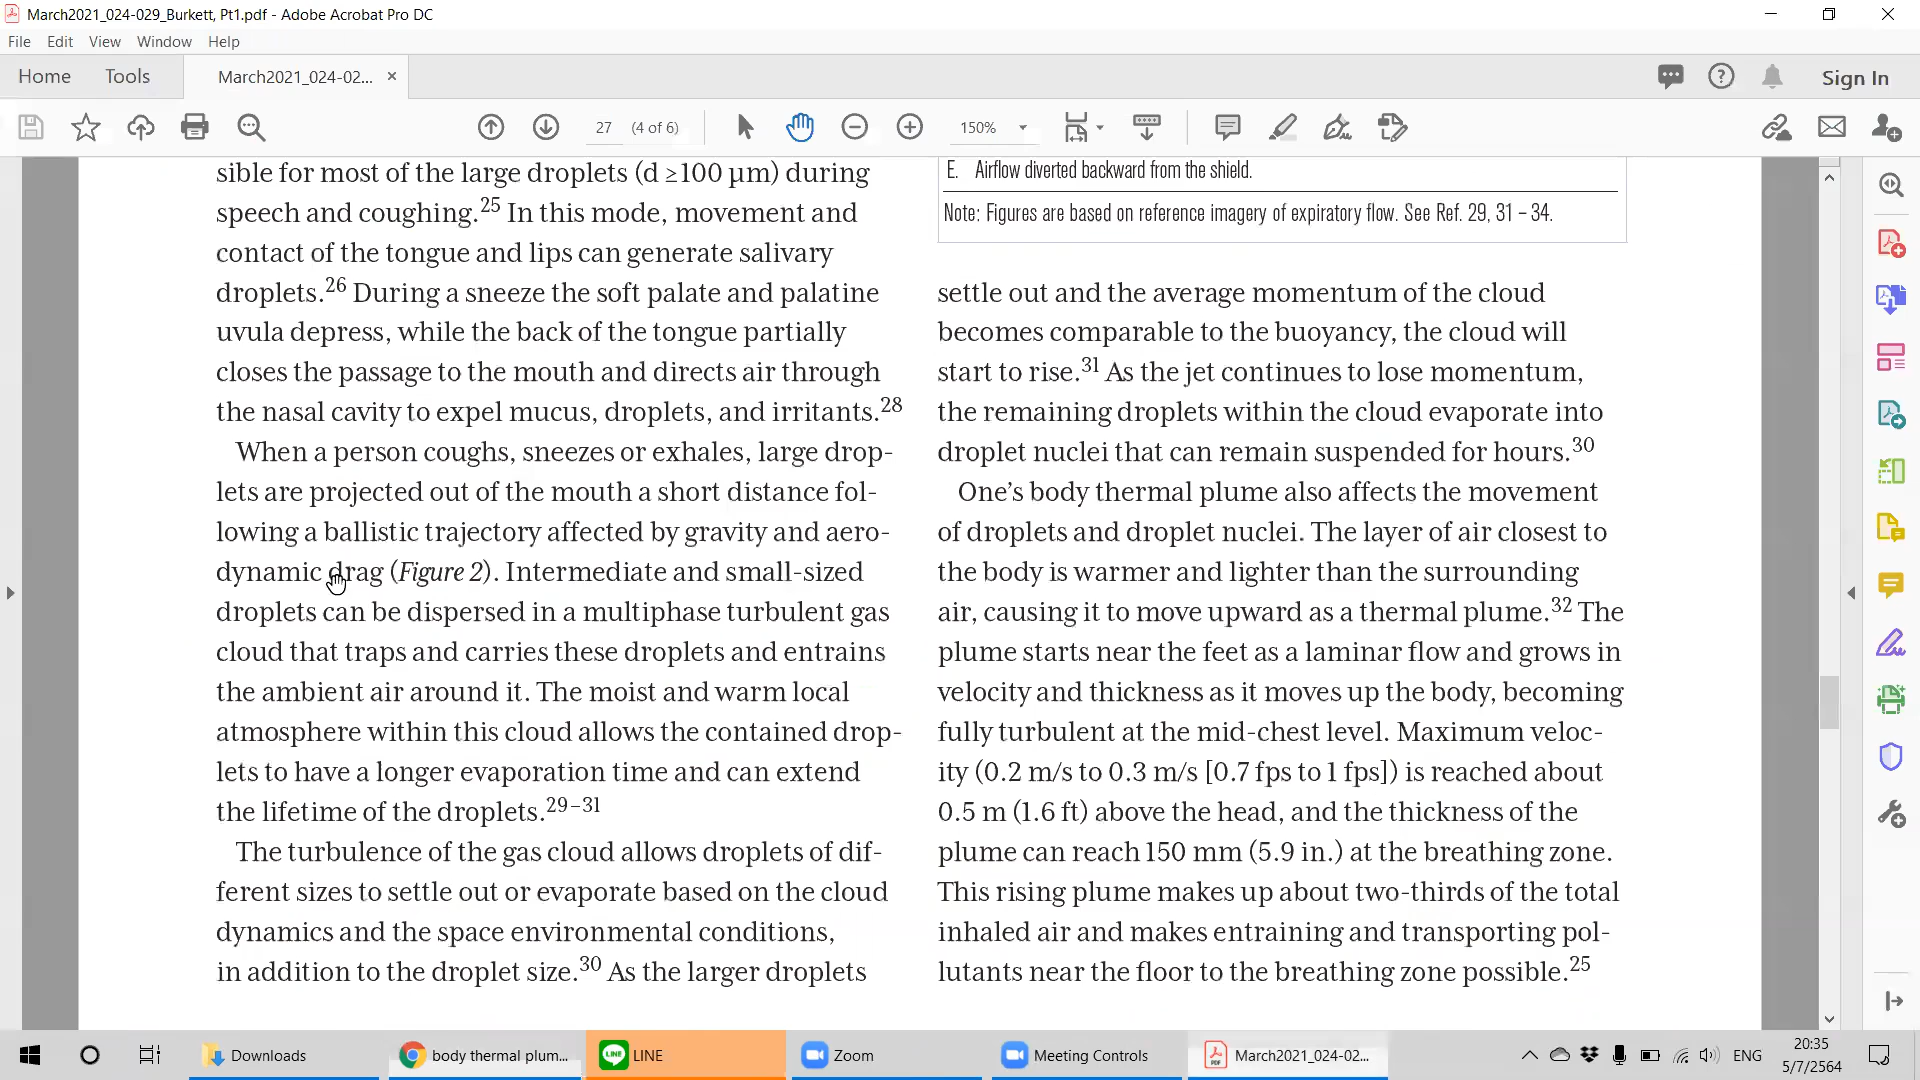 March2021_024-029_Burkett, Pt1.pdf - Adobe Acrobat Pro DC
File Edit View Window Help
Home Tools March2021_024-02... × Sign In
27 (4 of 6) 150%
sible for most of the large droplets (d ≥100 µm) during
speech and coughing.25 In this mode, movement and
contact of the tongue and lips can generate salivary
droplets.26 During a sneeze the soft palate and palatine
uvula depress, while the back of the tongue partially
closes the passage to the mouth and directs air through
the nasal cavity to expel mucus, droplets, and irritants.28
When a person coughs, sneezes or exhales, large drop-
lets are projected out of the mouth a short distance fol-
lowing a ballistic trajectory affected by gravity and aero-
dynamic drag (Figure 2). Intermediate and small-sized
droplets can be dispersed in a multiphase turbulent gas
cloud that traps and carries these droplets and entrains
the ambient air around it. The moist and warm local
atmosphere within this cloud allows the contained drop-
lets to have a longer evaporation time and can extend
the lifetime of the droplets.29–31
The turbulence of the gas cloud allows droplets of dif-
ferent sizes to settle out or evaporate based on the cloud
dynamics and the space environmental conditions,
in addition to the droplet size.30 As the larger droplets
E. Airflow diverted backward from the shield.
Note: Figures are based on reference imagery of expiratory flow. See Ref. 29, 31 – 34.
settle out and the average momentum of the cloud
becomes comparable to the buoyancy, the cloud will
start to rise.31 As the jet continues to lose momentum,
the remaining droplets within the cloud evaporate into
droplet nuclei that can remain suspended for hours.30
One's body thermal plume also affects the movement
of droplets and droplet nuclei. The layer of air closest to
the body is warmer and lighter than the surrounding
air, causing it to move upward as a thermal plume.32 The
plume starts near the feet as a laminar flow and grows in
velocity and thickness as it moves up the body, becoming
fully turbulent at the mid-chest level. Maximum veloc-
ity (0.2 m/s to 0.3 m/s [0.7 fps to 1 fps]) is reached about
0.5 m (1.6 ft) above the head, and the thickness of the
plume can reach 150 mm (5.9 in.) at the breathing zone.
This rising plume makes up about two-thirds of the total
inhaled air and makes entraining and transporting pol-
lutants near the floor to the breathing zone possible.25
Downloads body thermal plum... LINE Zoom Meeting Controls March2021_024-02... ENG
20:35
5/7/2564